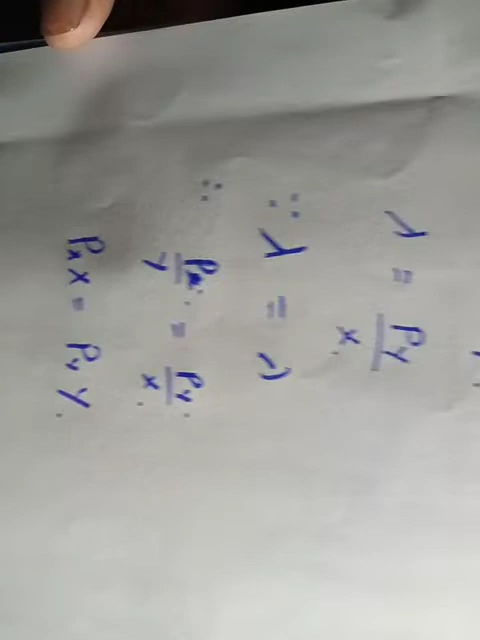 λ = Py/x
∵ λ = λ
∴ Px/y = Py/x
Px x = Py y